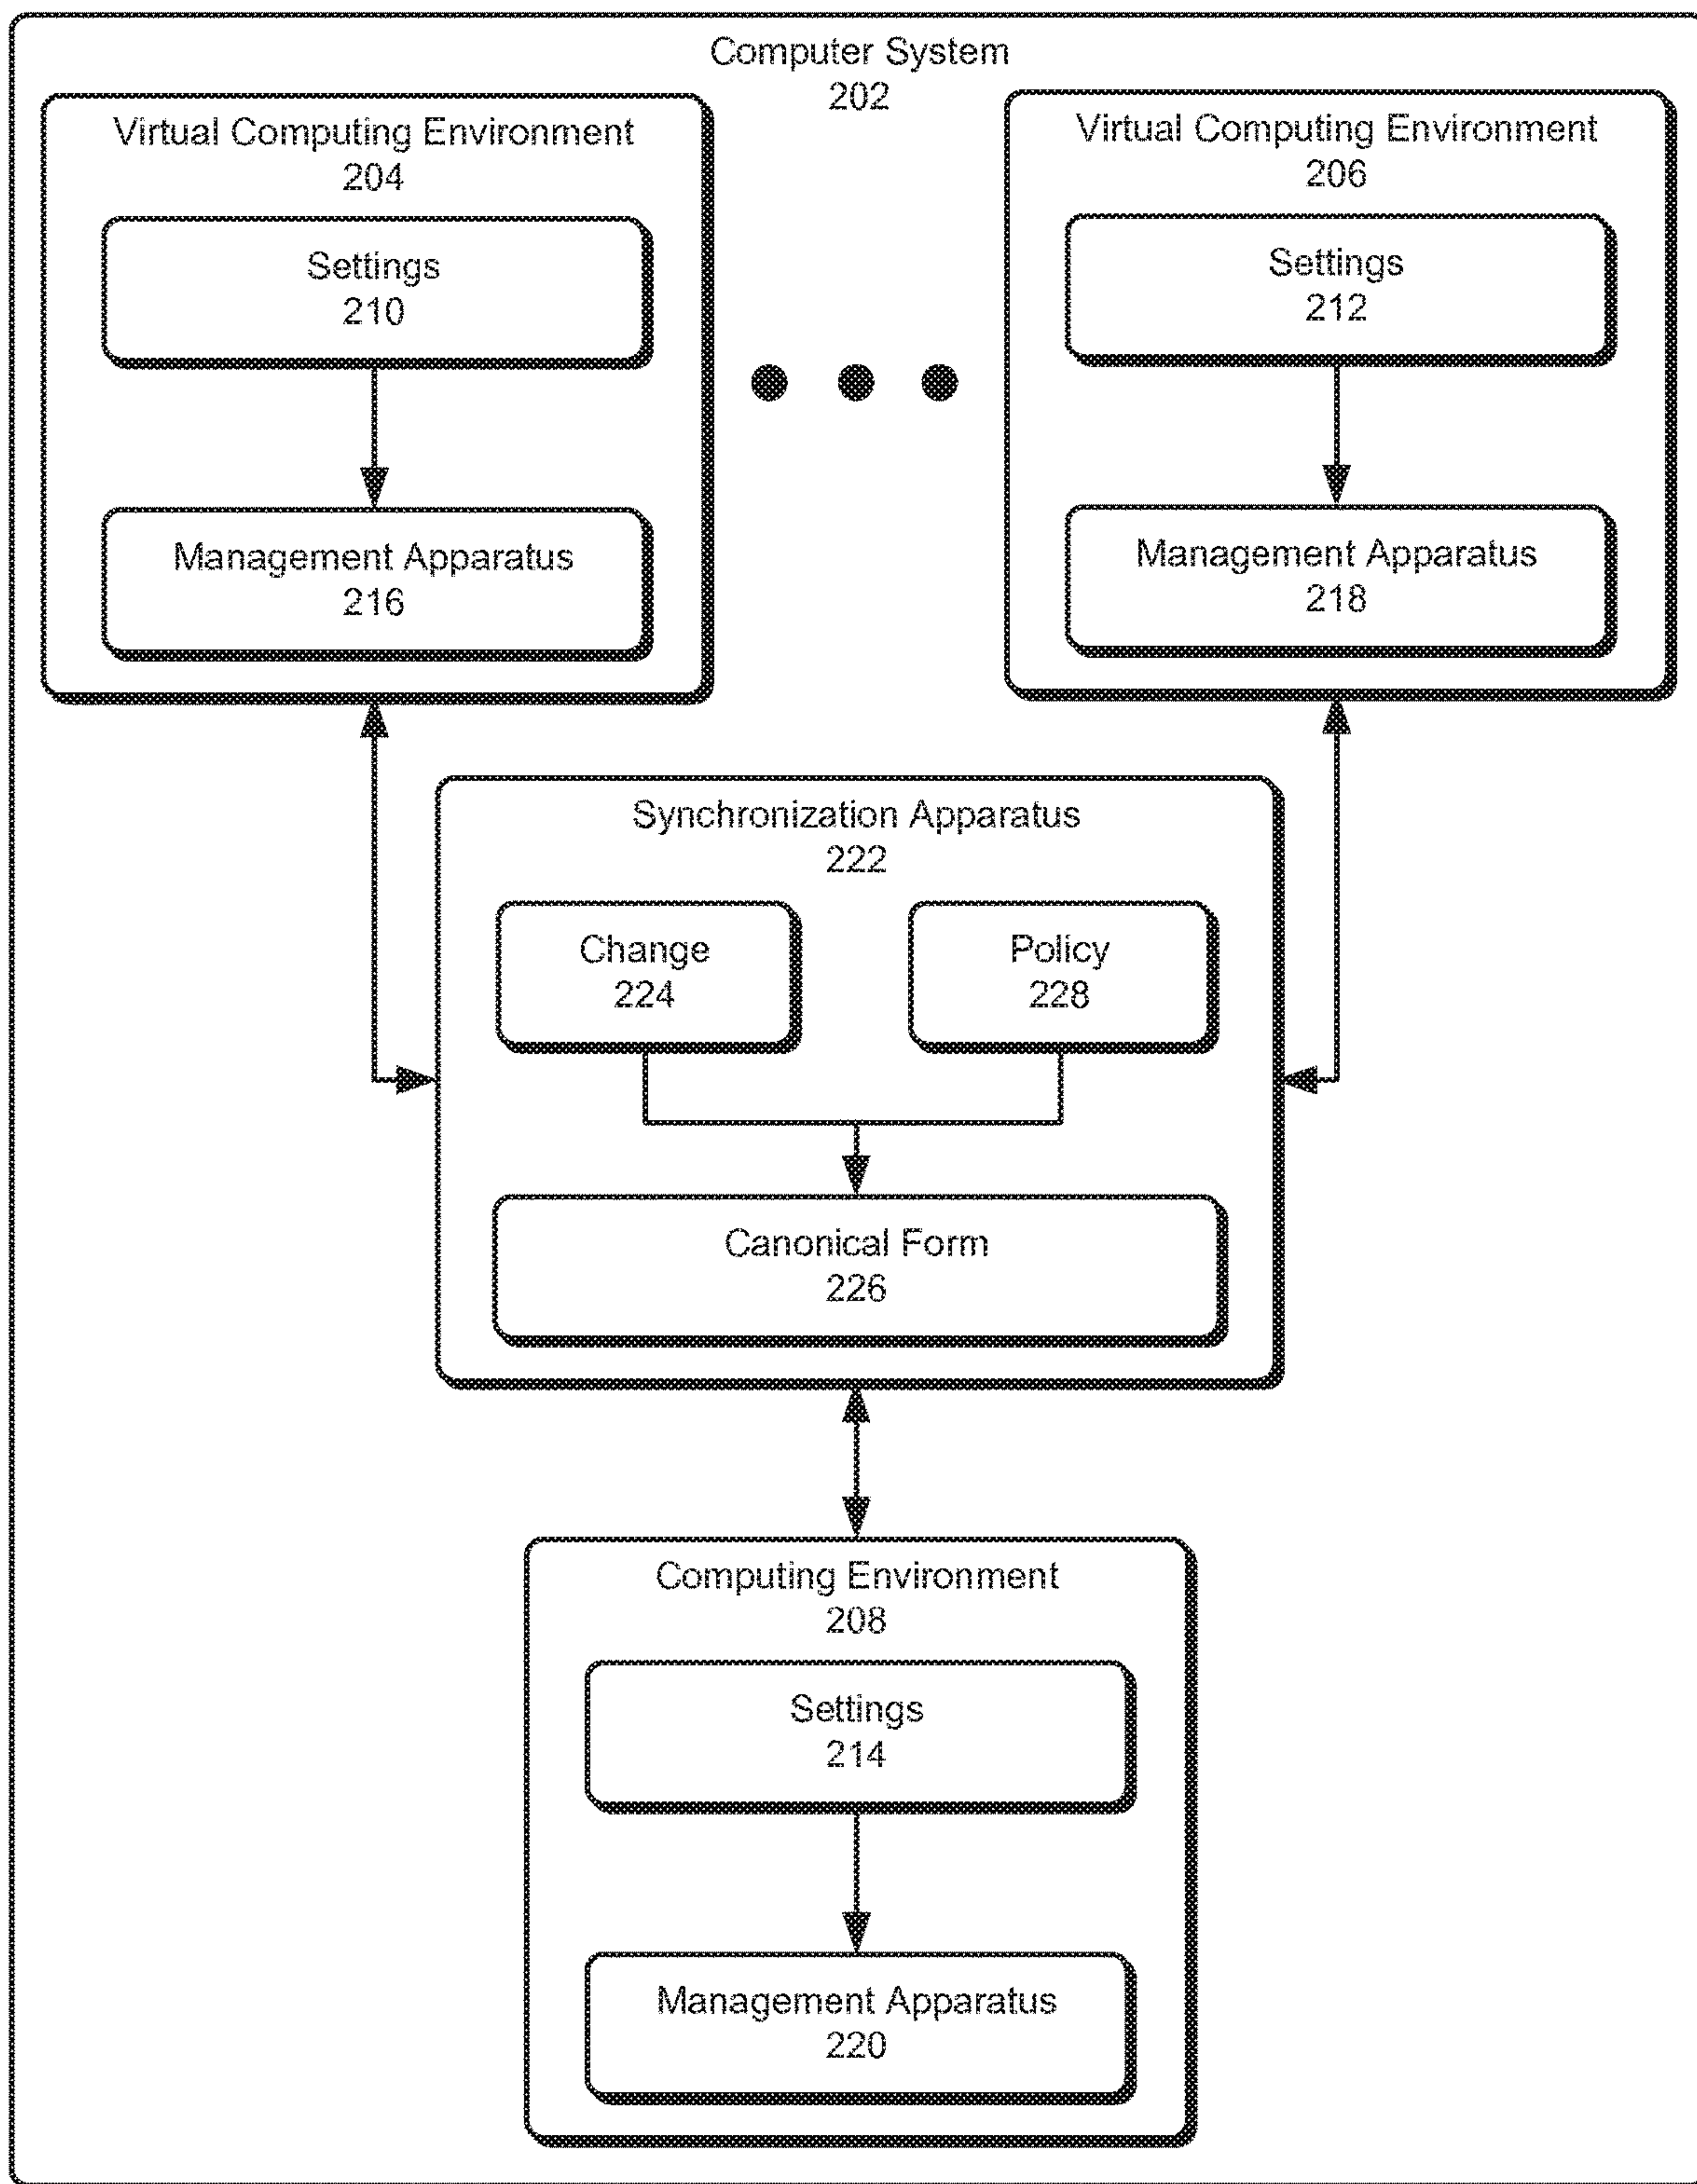 Computer System
202
Virtual Computing Environment
204
Settings
210
Management Apparatus
216
Virtual Computing Environment
206
Settings
212
Management Apparatus
218
Synchronization Apparatus
222
Change
224
Policy
228
Canonical Form
226
Computing Environment
208
Settings
214
Management Apparatus
220